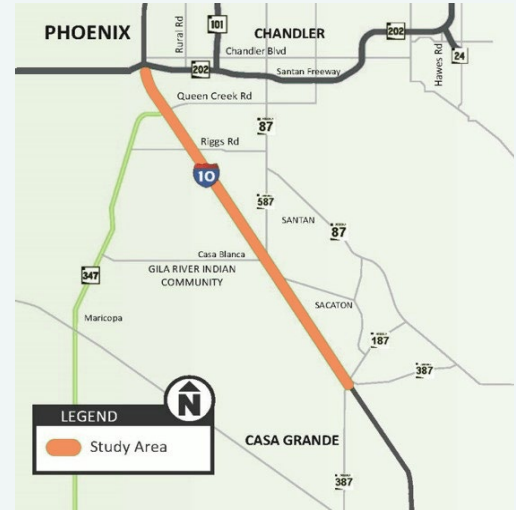 PHOENIX
Rural Rd
101
CHANDLER
Chandler Blvd
202
Hawes Rd
24
202
Santan Freeway
Queen Creek Rd
87
Riggs Rd
10
587
SANTAN
87
Casa Blanca
GILA RIVER INDIAN
COMMUNITY
347
SACATON
Maricopa
187
387
N
LEGEND
Study Area
CASA GRANDE
387